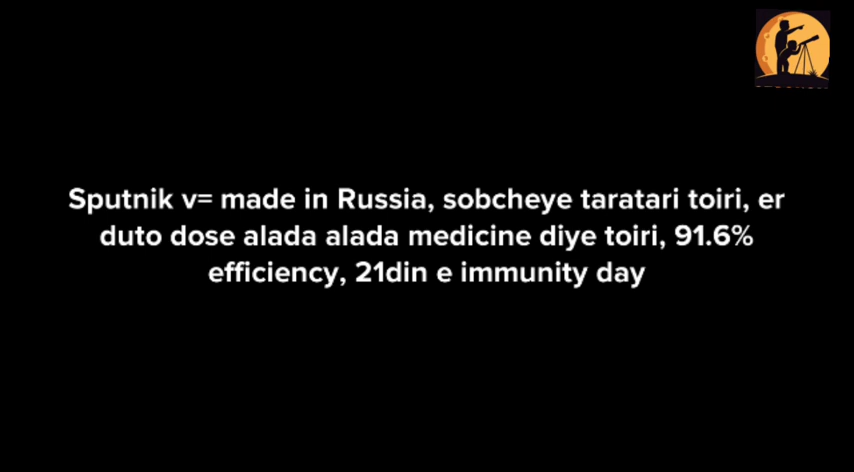 Sputnik v= made in Russia, sobcheye taratari toiri, er
duto dose alada alada medicine diye toiri, 91.6%
efficiency, 21din e immunity day